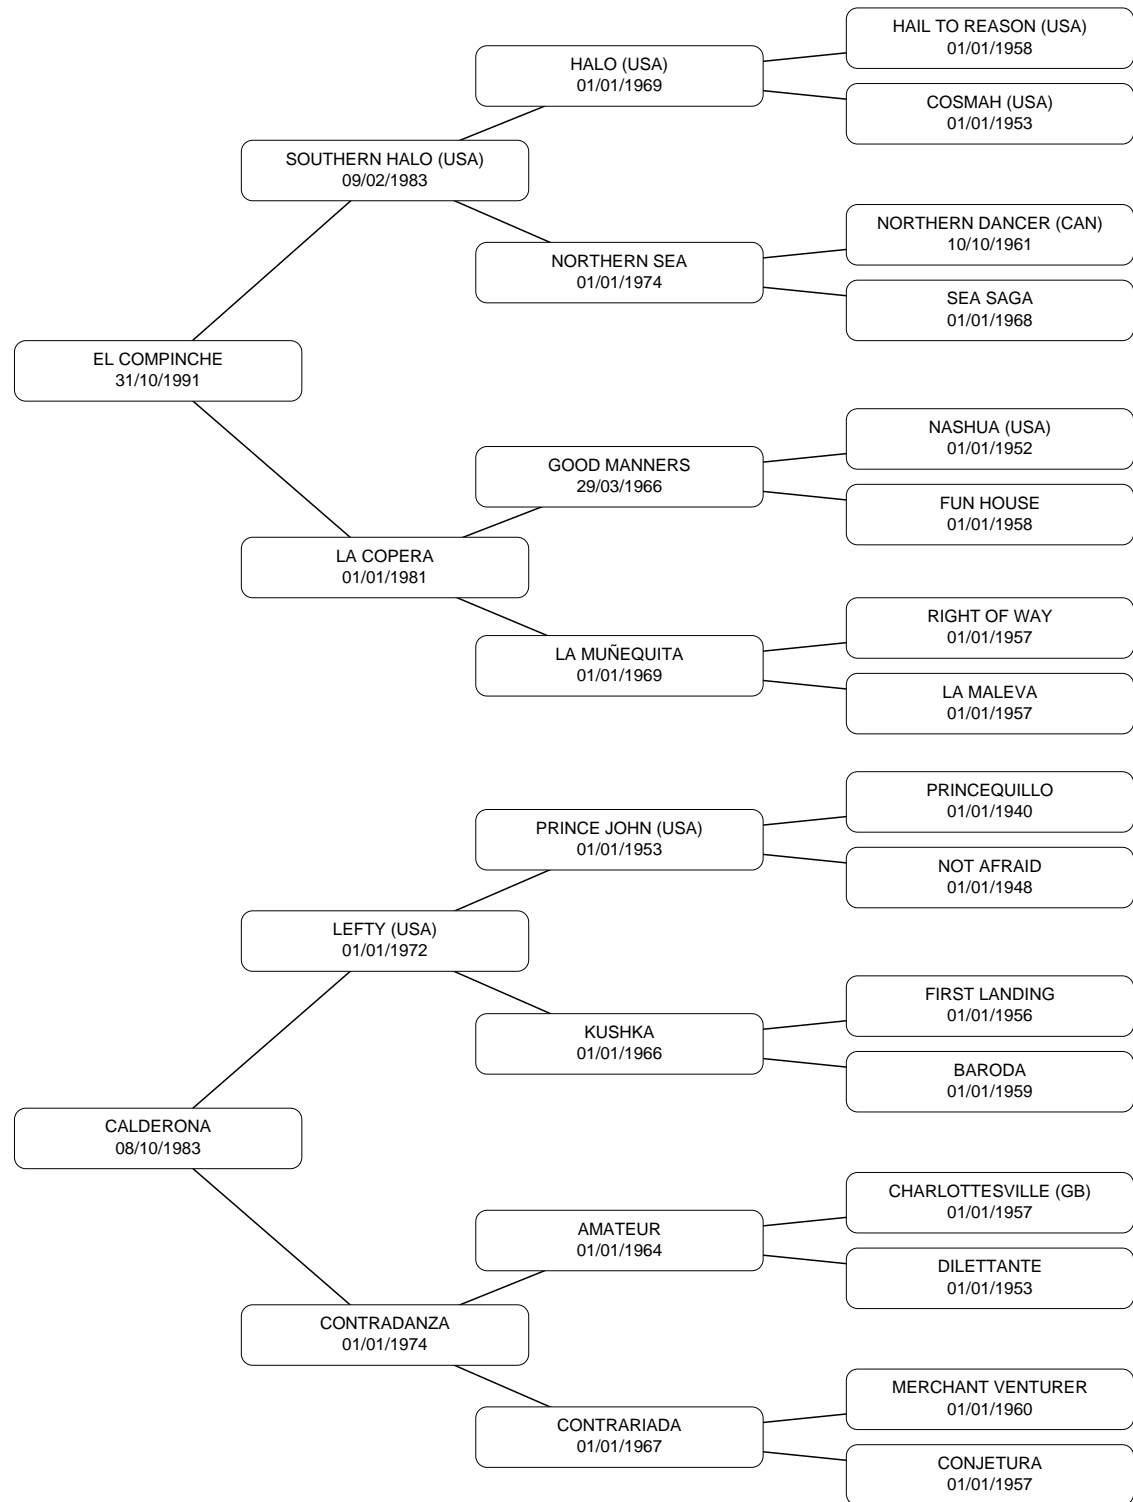 HAIL TO REASON (USA)
01/01/1958
HALO (USA)
01/01/1969
COSMAH (USA)
01/01/1953
SOUTHERN HALO (USA)
09/02/1983
NORTHERN DANCER (CAN)
10/10/1961
NORTHERN SEA
01/01/1974
SEA SAGA
01/01/1968
EL COMPINCHE
31/10/1991
NASHUA (USA)
01/01/1952
GOOD MANNERS
29/03/1966
FUN HOUSE
01/01/1958
LA COPERA
01/01/1981
RIGHT OF WAY
01/01/1957
LA MUÑEQUITA
01/01/1969
LA MALEVA
01/01/1957
PRINCEQUILLO
01/01/1940
PRINCE JOHN (USA)
01/01/1953
NOT AFRAID
01/01/1948
LEFTY (USA)
01/01/1972
FIRST LANDING
01/01/1956
KUSHKA
01/01/1966
BARODA
01/01/1959
CALDERONA
08/10/1983
CHARLOTTESVILLE (GB)
01/01/1957
AMATEUR
01/01/1964
DILETTANTE
01/01/1953
CONTRADANZA
01/01/1974
MERCHANT VENTURER
01/01/1960
CONTRARIADA
01/01/1967
CONJETURA
01/01/1957